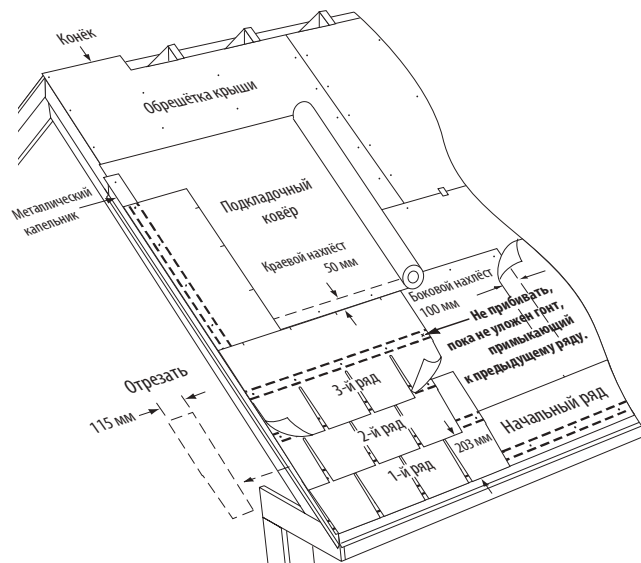 Конёк
Обрешётка крыши
Металлический
капельник
Подкладочный
ковёр
Краевой нахлёст
50 мм
Боковой нахлёст
100 мм
Не прибивать,
пока не уложен гонт,
примыкающий
к предыдущему ряду.
Отрезать
115 мм
3-й ряд
2-й ряд
1-й ряд
203 мм
Начальный ряд